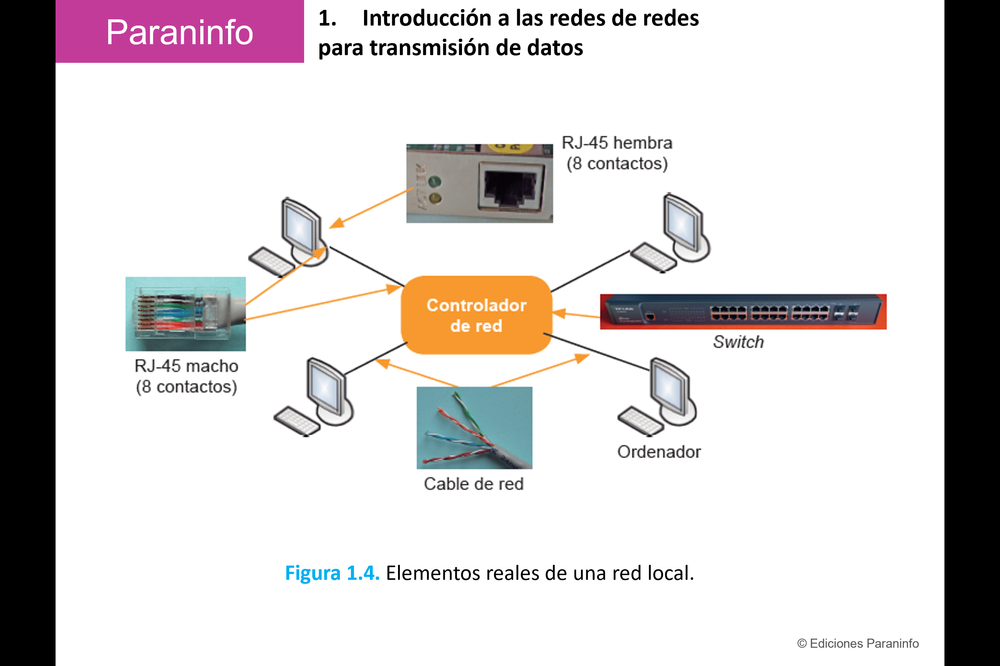 Paraninfo
1. Introducción a las redes de redes
para transmisión de datos
RJ-45 hembra
(8 contactos)
Controlador
de red
Switch
RJ-45 macho
(8 contactos)
Ordenador
Cable de red
Figura 1.4. Elementos reales de una red local.
© Ediciones Paraninfo